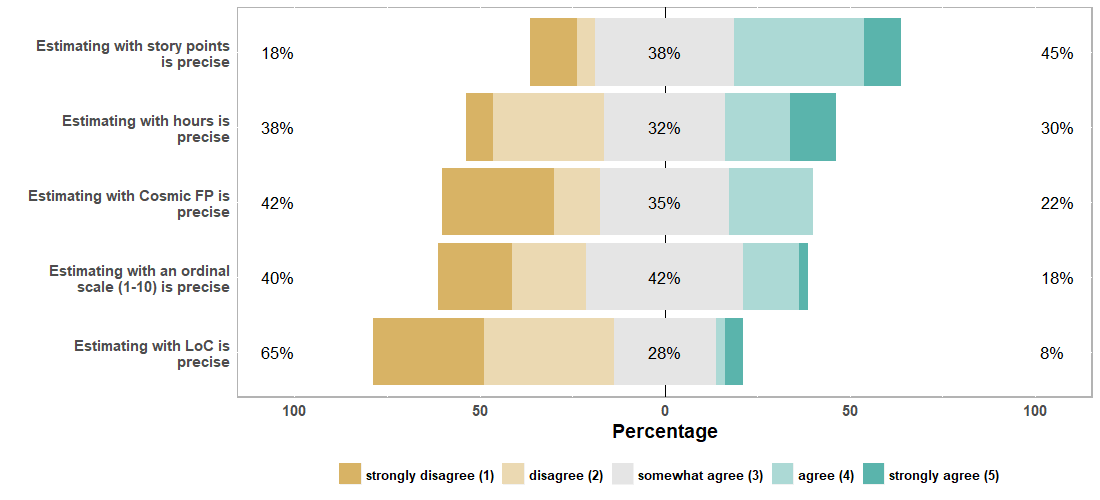 Estimating with story points
is precise
18%
38%
45%
Estimating with hours is
precise
38%
32%
30%
Estimating with Cosmic FP is
precise
42%
35%
22%
Estimating with an ordinal
scale (1-10) is precise
40%
42%
18%
Estimating with LoC is
precise
65%
28%
8%
100 50 0 50 100
Percentage
strongly disagree (1) disagree (2) somewhat agree (3) agree (4) strongly agree (5)